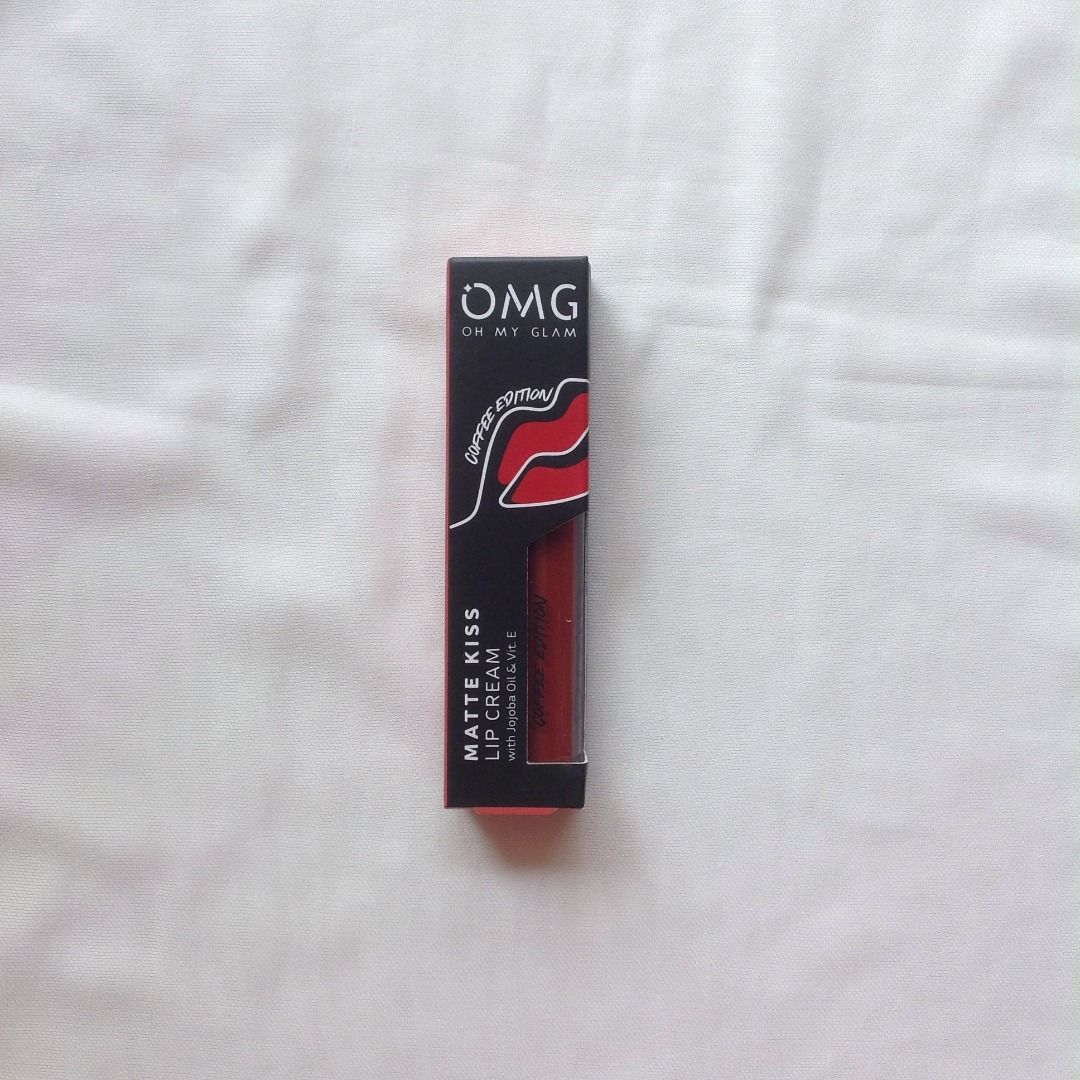 OMG
OH MY GLAM
COFFEE EDITION
MATTE KISS
LIP CREAM
with Jojoba Oil & Vit. E
COFFEE EDITION